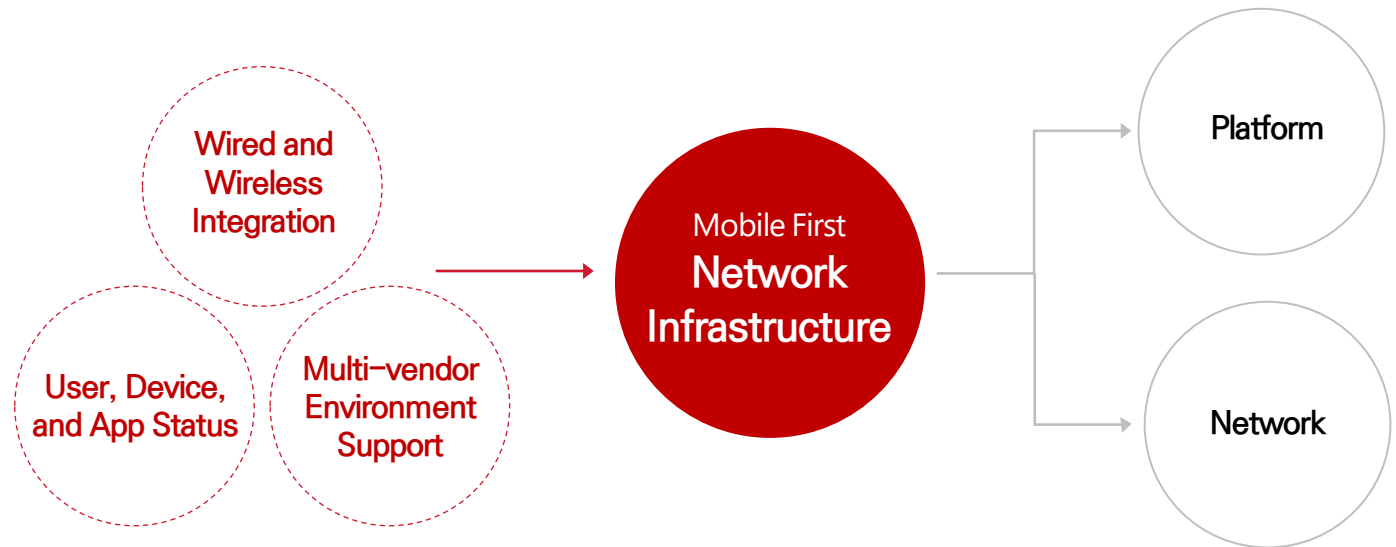 Wired and
Wireless
Integration
User, Device,
and App Status
Multi-vendor
Environment
Support
Mobile First
Network
Infrastructure
Platform
Network